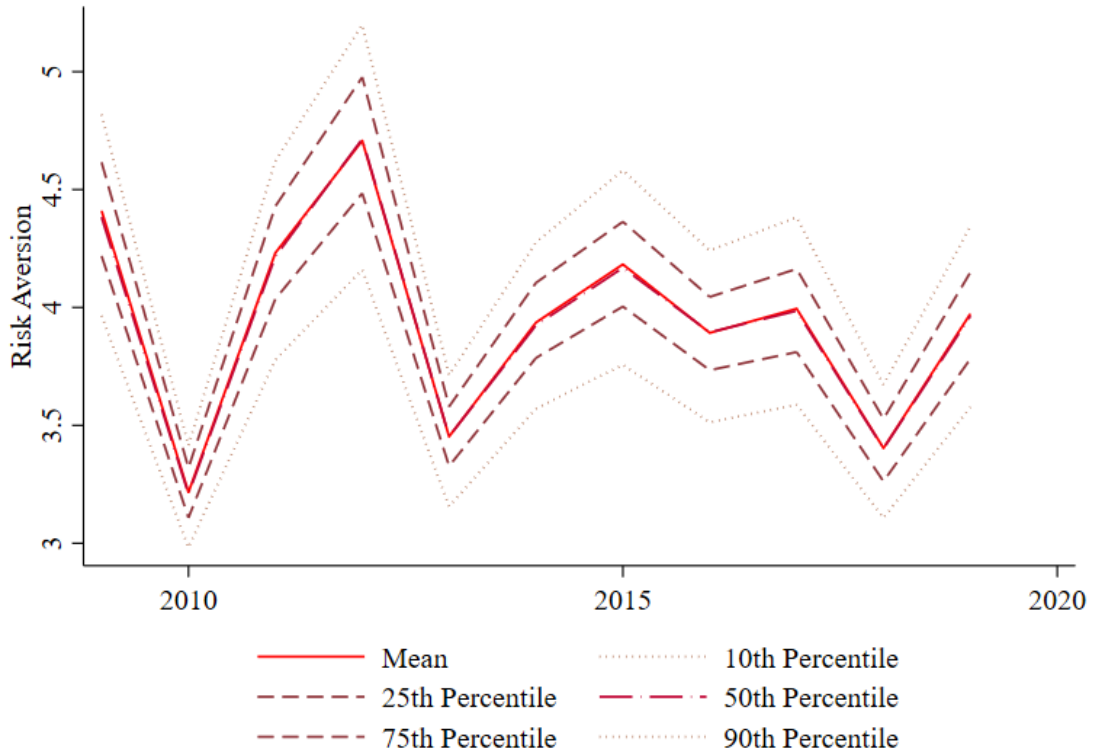 Risk Aversion
5
4.5
4
3.5
3
2010 2015 2020
Mean 10th Percentile
25th Percentile 50th Percentile
75th Percentile 90th Percentile